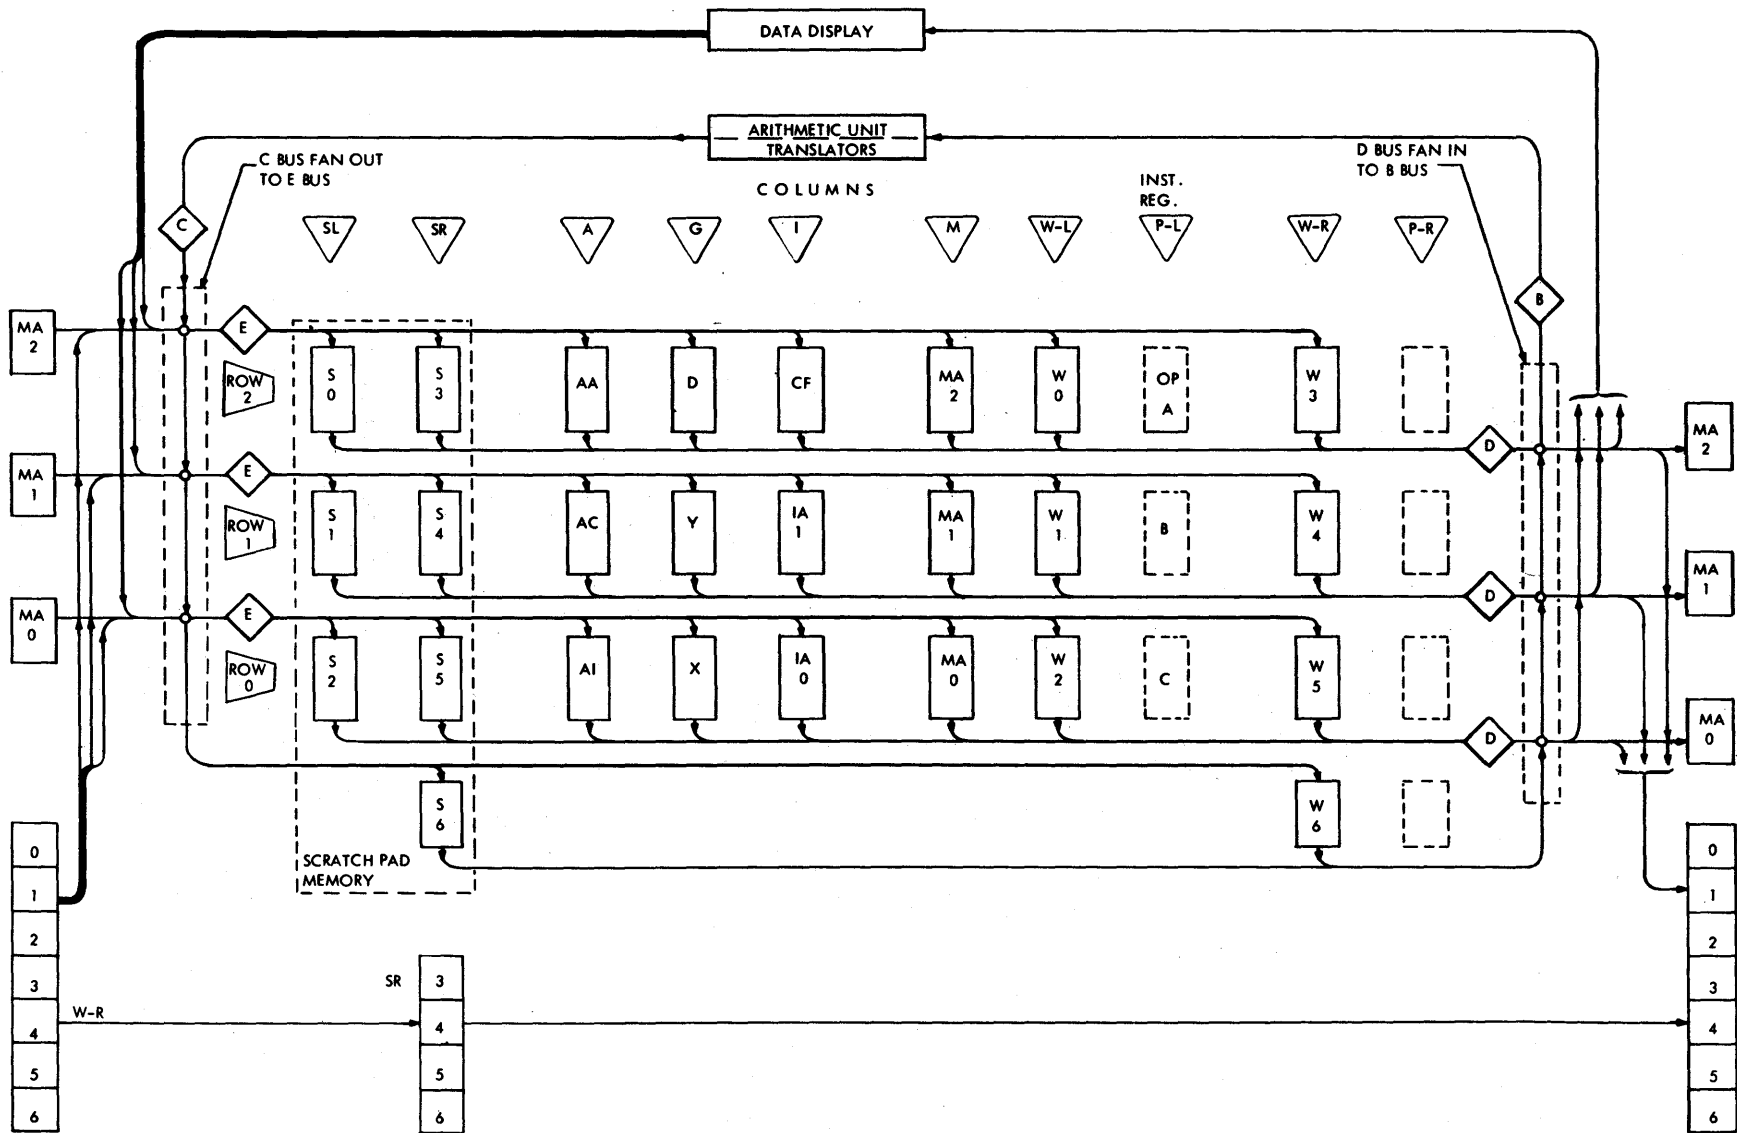 DATA DISPLAY
ARITHMETIC UNIT
TRANSLATORS
C BUS FAN OUT
TO E BUS
D BUS FAN IN
TO B BUS
COLUMNS
INST.
REG.
C
SL
SR
A
G
I
M
W-L
P-L
W-R
P-R
B
MA
2
E
ROW
2
S
0
S
3
AA
D
CF
MA
2
W
0
OP
A
W
3
D
MA
2
MA
1
E
ROW
1
S
1
S
4
AC
Y
IA
1
MA
1
W
1
B
W
4
D
MA
1
MA
0
E
ROW
0
S
2
S
5
AI
X
IA
0
MA
0
W
2
C
W
5
D
MA
0
S
6
W
6
SCRATCH PAD
MEMORY
0
1
2
3
4
5
6
W-R
SR
3
4
5
6
0
1
2
3
4
5
6